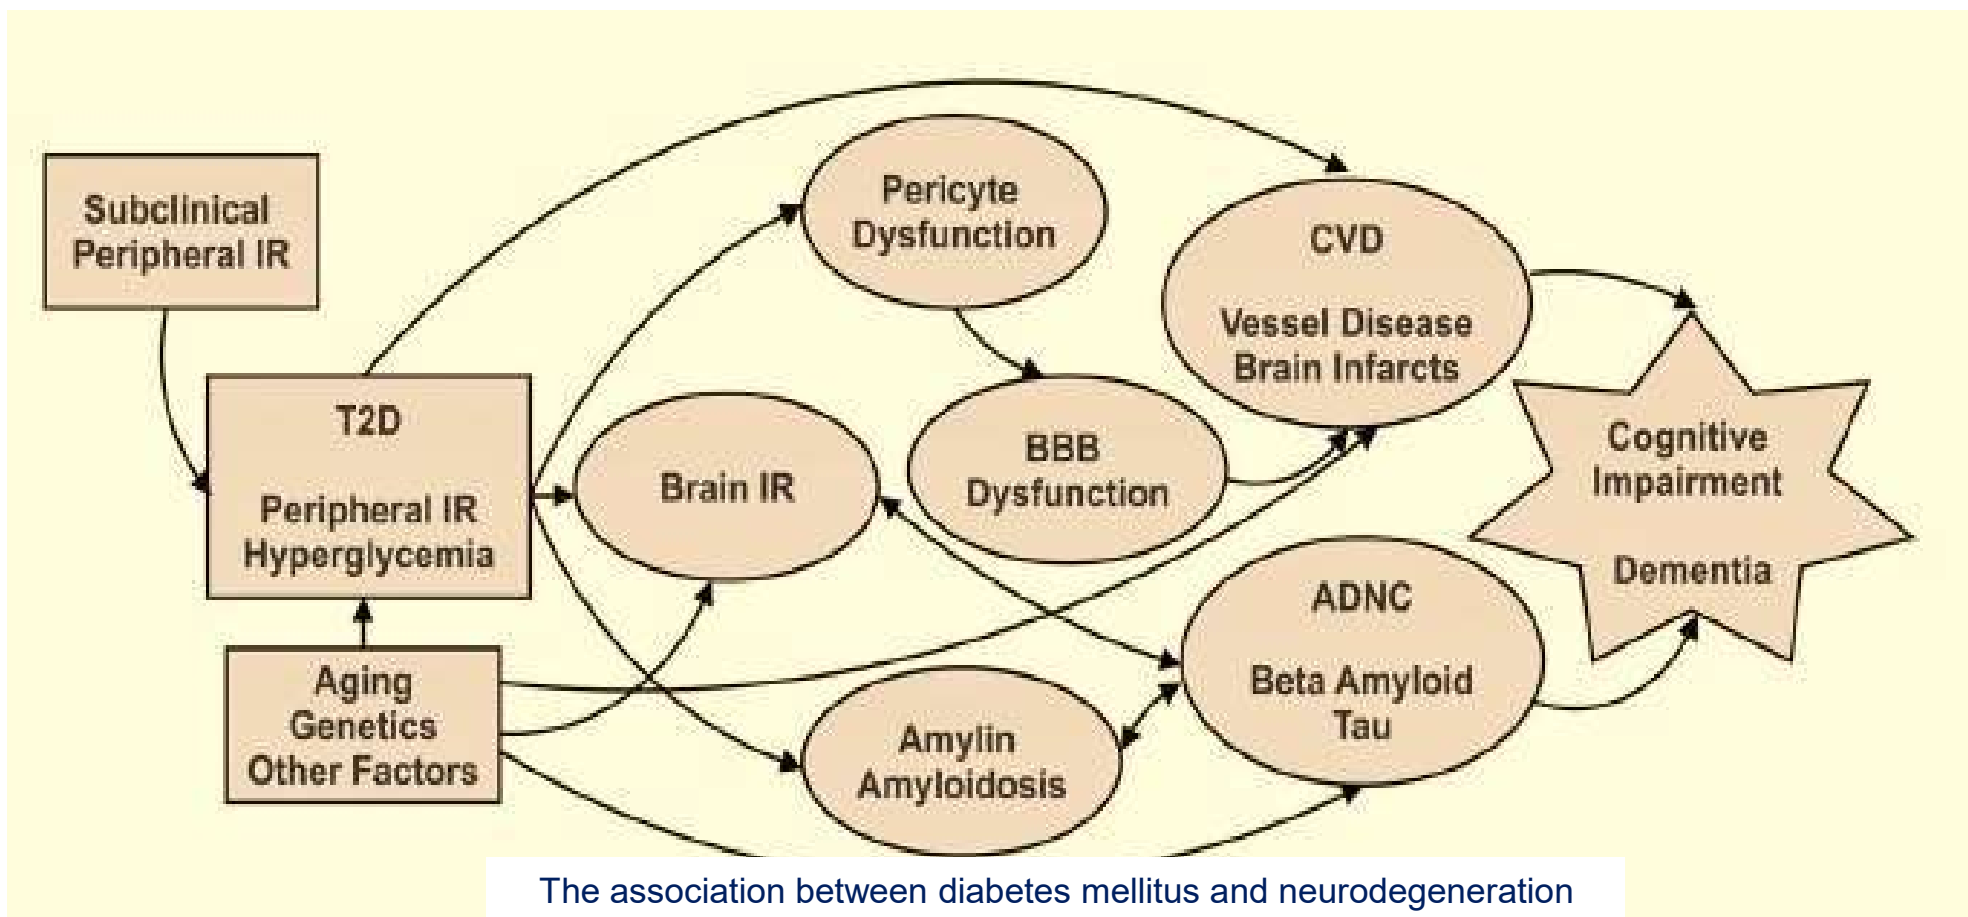 Subclinical
Peripheral IR
T2D
Peripheral IR
Hyperglycemia
Aging
Genetics
Other Factors
Pericyte
Dysfunction
Brain IR
BBB
Dysfunction
Amylin
Amyloidosis
CVD
Vessel Disease
Brain Infarcts
ADNC
Beta Amyloid
Tau
Cognitive
Impairment
Dementia
The association between diabetes mellitus and neurodegeneration